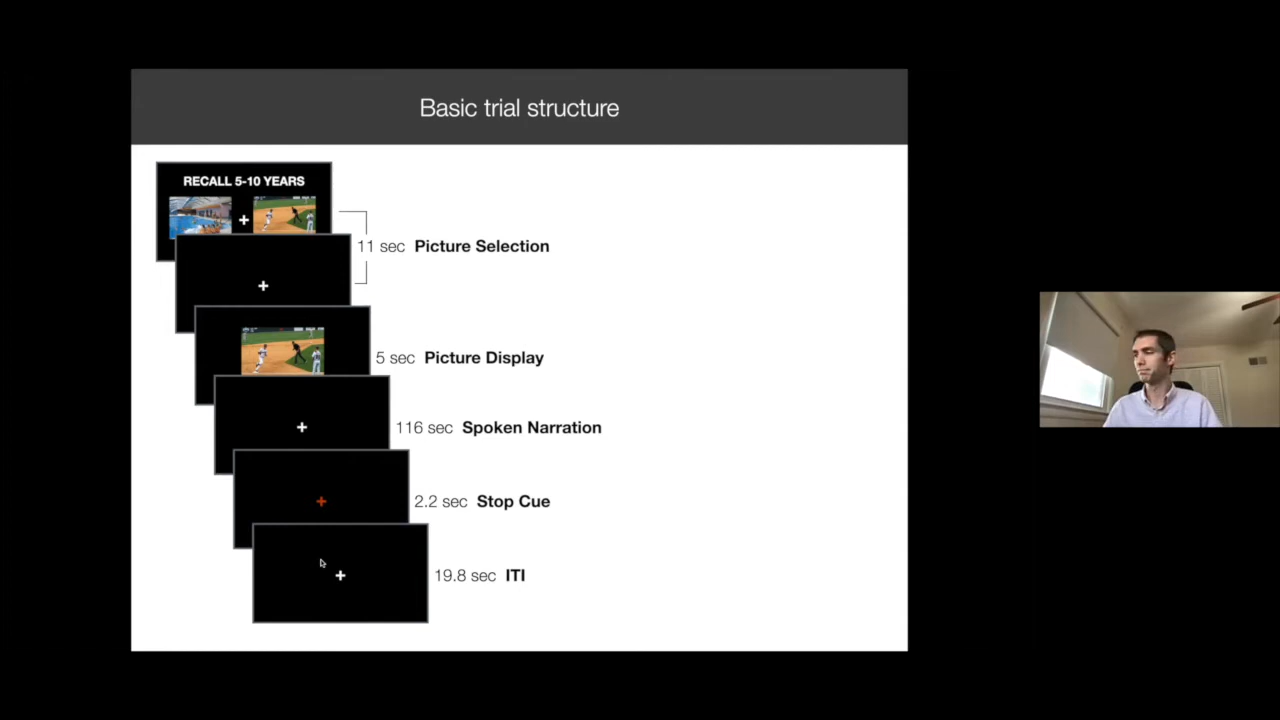 Basic trial structure
RECALL 5-10 YEARS
11 sec Picture Selection
5 sec Picture Display
116 sec Spoken Narration
2.2 sec Stop Cue
19.8 sec ITI